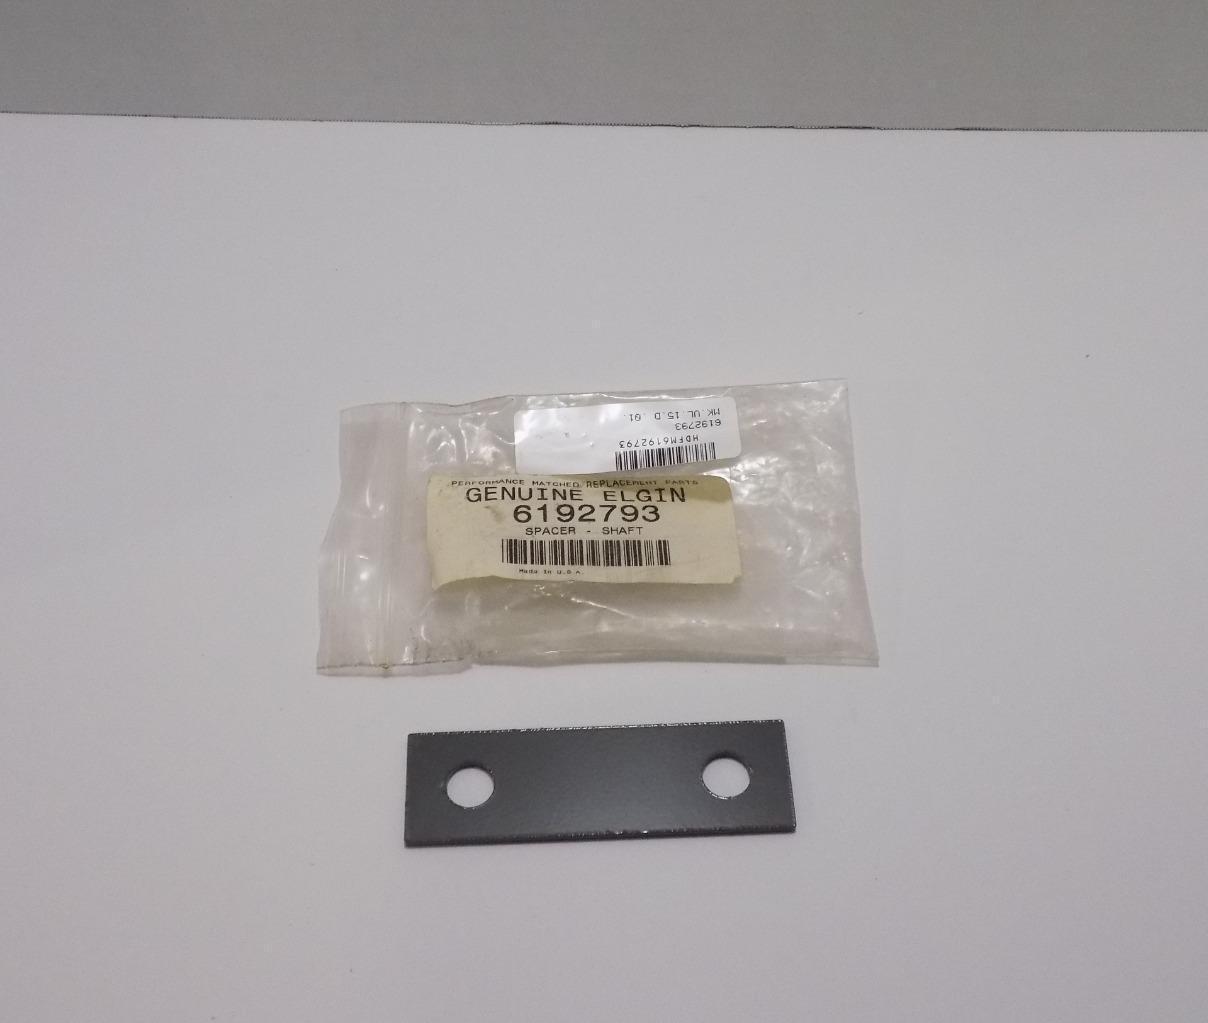 MK.UL.15.D .01.
6192793
HDFM6192793
PERFORMANCE MATCHED REPLACEMENT PARTS
GENUINE ELGIN
6192793
SPACER - SHAFT
Made In U.S.A.